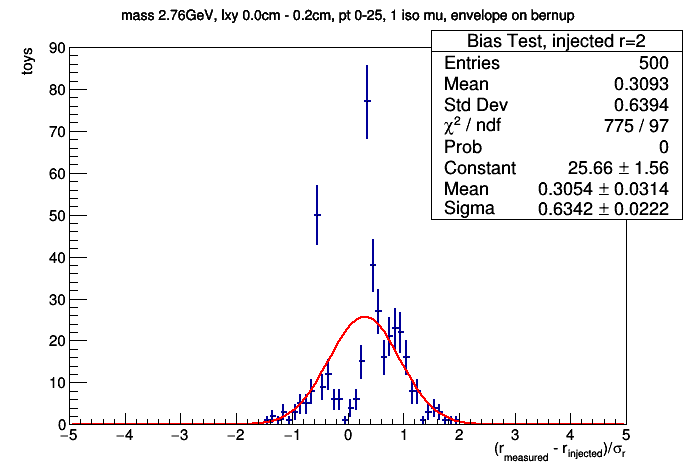 mass 2.76GeV, lxy 0.0cm - 0.2cm, pt 0-25, 1 iso mu, envelope on bernup
Bias Test, injected r=2
Entries 500
Mean 0.3093
Std Dev 0.6394
χ² / ndf 775 / 97
Prob 0
Constant 25.66 ± 1.56
Mean 0.3054 ± 0.0314
Sigma 0.6342 ± 0.0222
toys
90
80
70
60
50
40
30
20
10
0
−5 −4 −3 −2 −1 0 1 2 3 4 5
(r_measured - r_injected)/σ_r